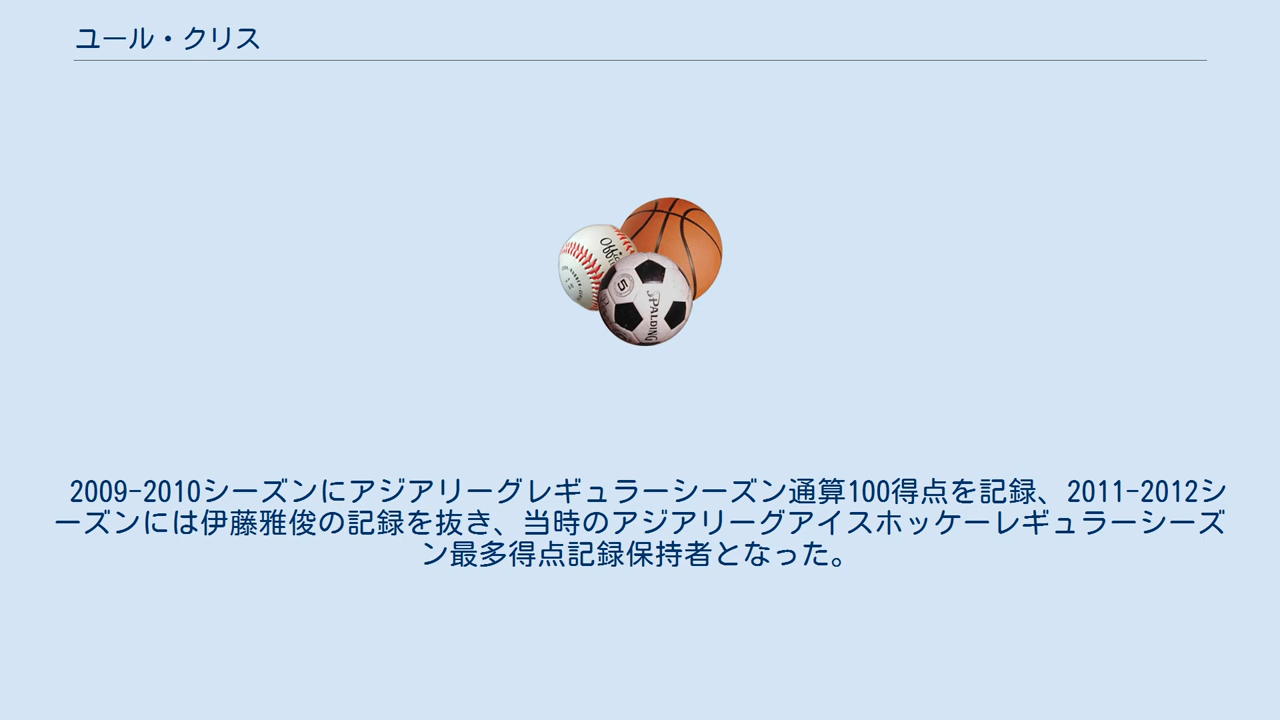 ユール・クリス
Offic
5
SPALDING
2009-2010シーズンにアジアリーグレギュラーシーズン通算100得点を記録、2011-2012シ
ーズンには伊藤雅俊の記録を抜き、当時のアジアリーグアイスホッケーレギュラーシーズ
ン最多得点記録保持者となった。